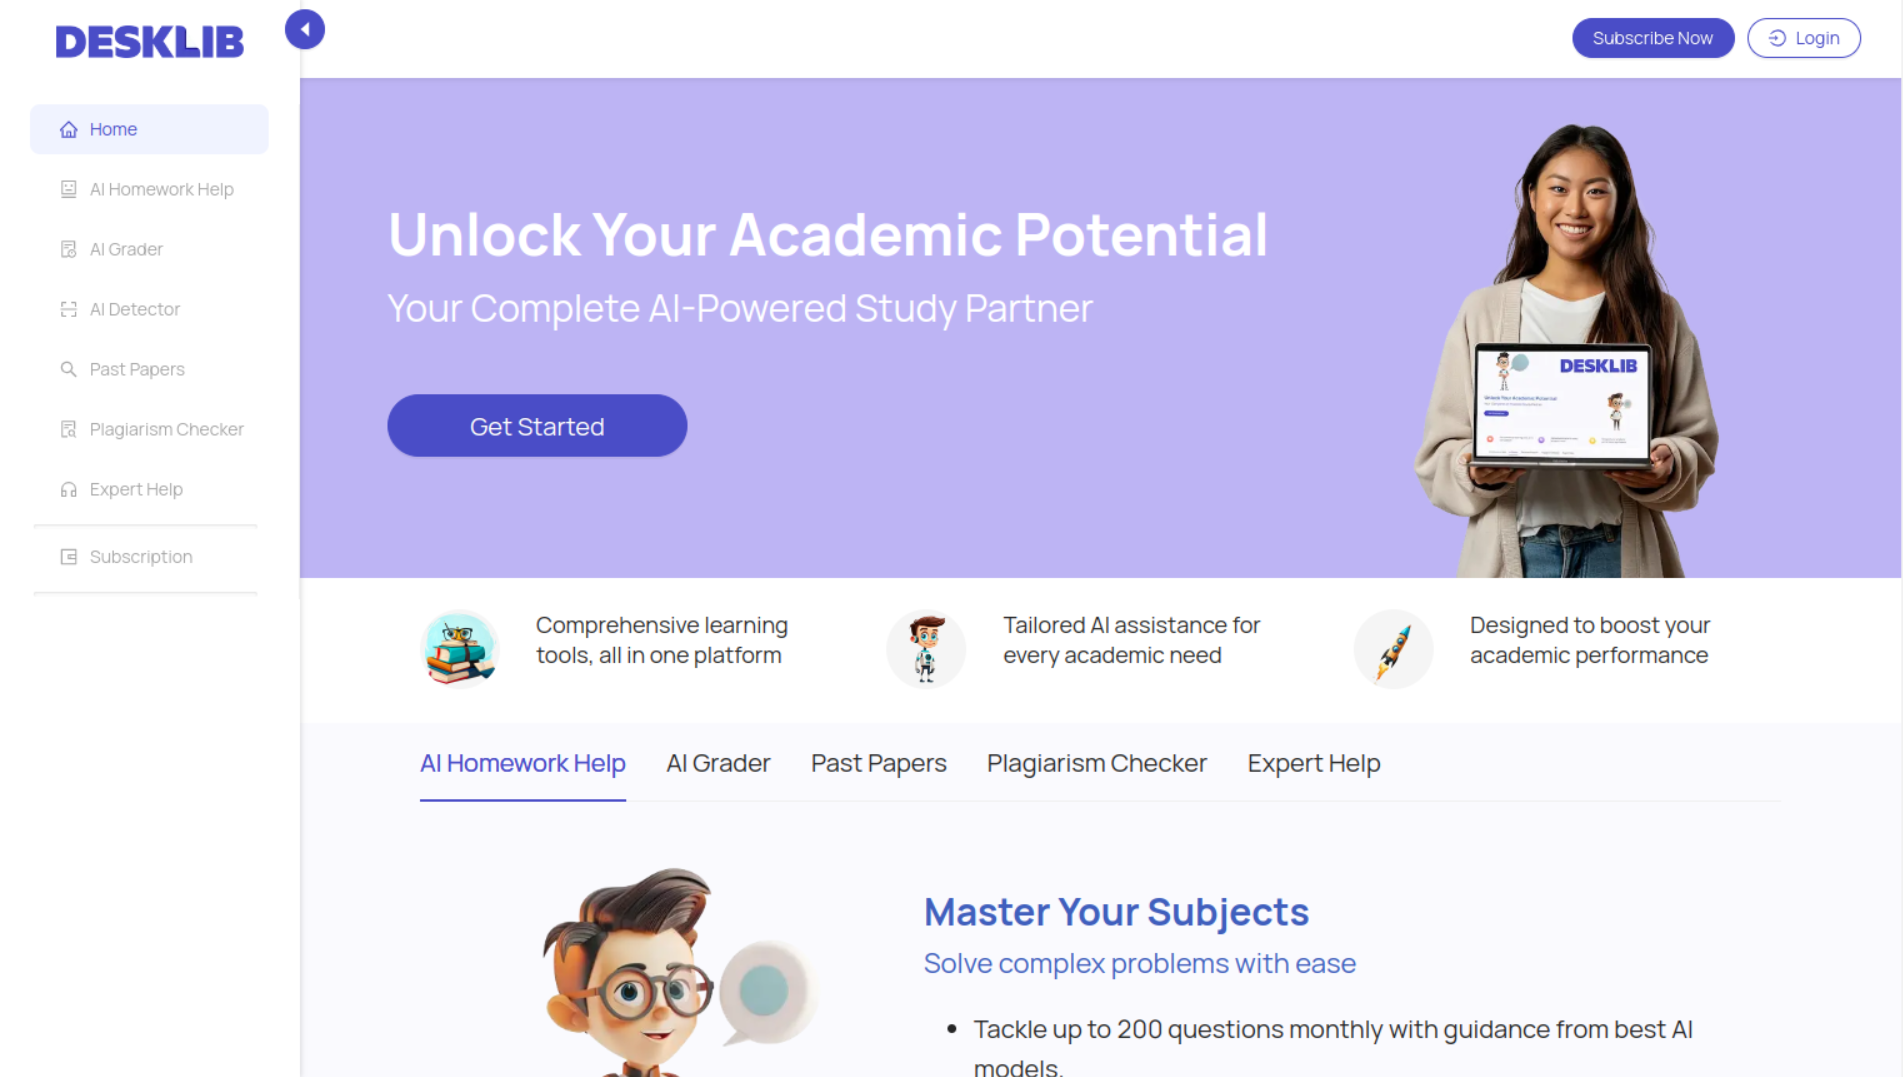 DESKLIB
Subscribe Now
Login
Home
AI Homework Help
AI Grader
AI Detector
Past Papers
Plagiarism Checker
Expert Help
Subscription
Unlock Your Academic Potential
Your Complete AI-Powered Study Partner
Get Started
DESKLIB
Unlock Your Academic Potential
Comprehensive learning
tools, all in one platform
Tailored AI assistance for
every academic need
Designed to boost your
academic performance
AI Homework Help
AI Grader
Past Papers
Plagiarism Checker
Expert Help
Master Your Subjects
Solve complex problems with ease
• Tackle up to 200 questions monthly with guidance from best AI
models.